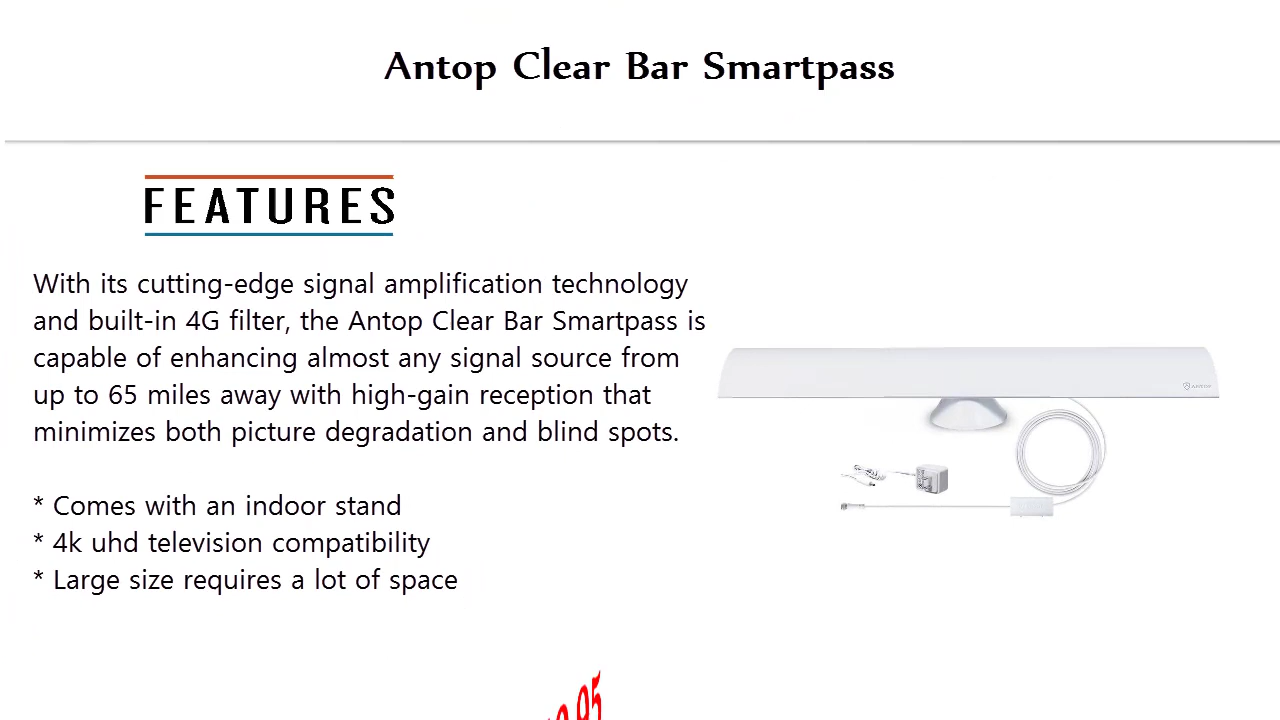 Antop Clear Bar Smartpass
FEATURES
With its cutting-edge signal amplification technology
and built-in 4G filter, the Antop Clear Bar Smartpass is
capable of enhancing almost any signal source from
up to 65 miles away with high-gain reception that
minimizes both picture degradation and blind spots.
ANTOP
* Comes with an indoor stand
* 4k uhd television compatibility
* Large size requires a lot of space